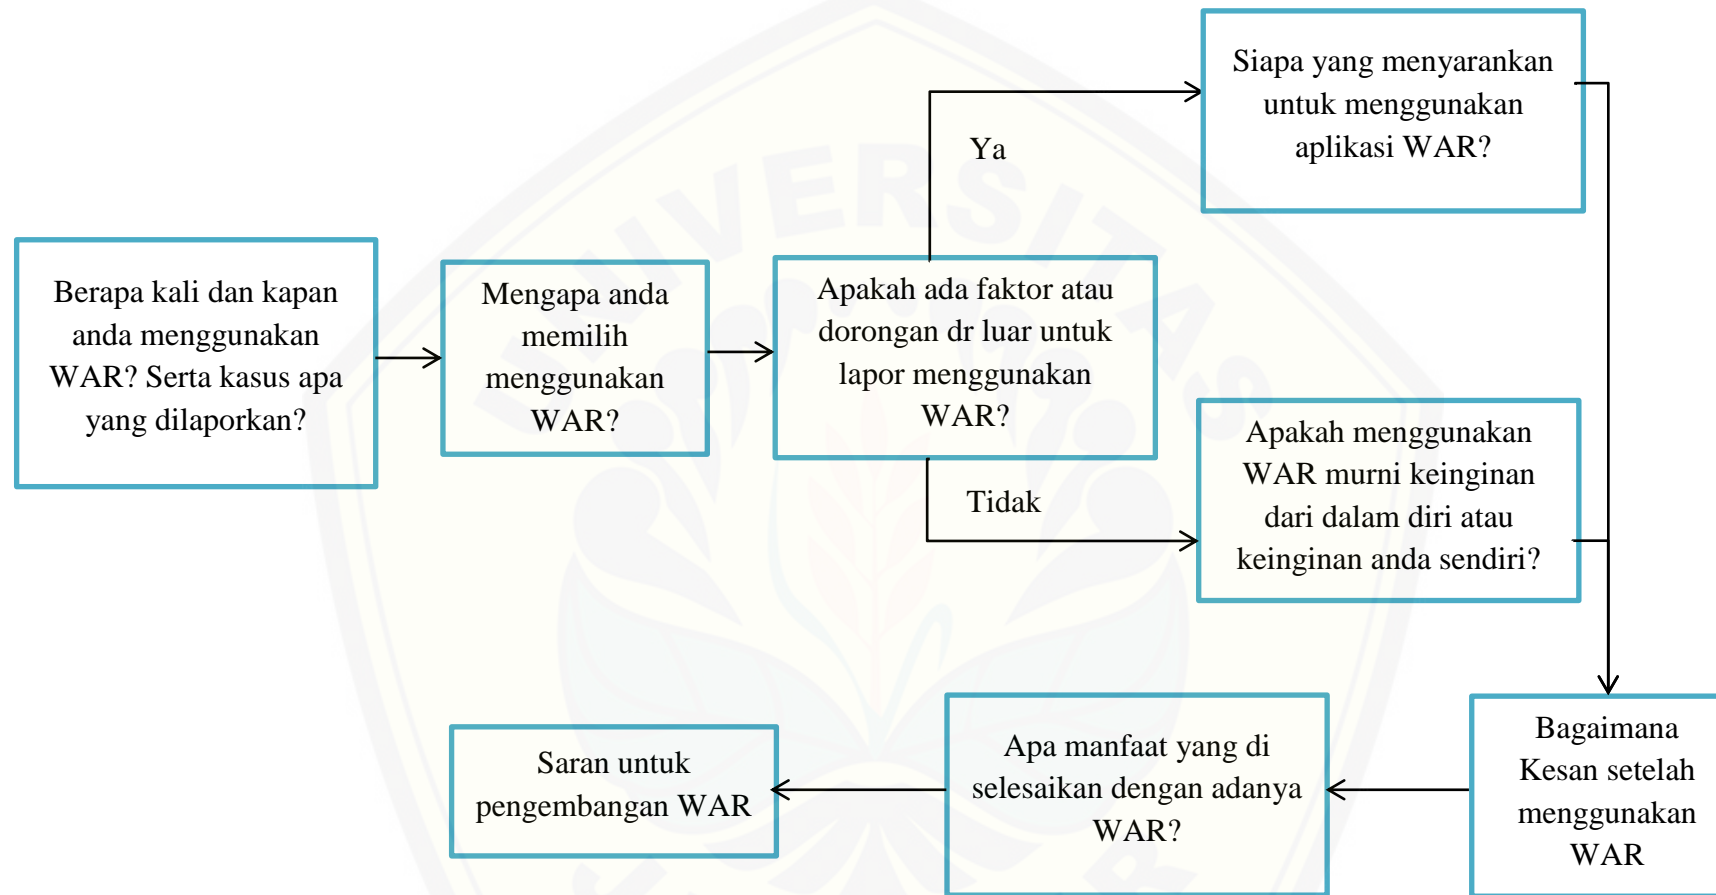 Berapa kali dan kapan
anda menggunakan
WAR? Serta kasus apa
yang dilaporkan?
Mengapa anda
memilih
menggunakan
WAR?
Apakah ada faktor atau
dorongan dr luar untuk
lapor menggunakan
WAR?
Ya
Siapa yang menyarankan
untuk menggunakan
aplikasi WAR?
Tidak
Apakah menggunakan
WAR murni keinginan
dari dalam diri atau
keinginan anda sendiri?
Bagaimana
Kesan setelah
menggunakan
WAR
Apa manfaat yang di
selesaikan dengan adanya
WAR?
Saran untuk
pengembangan WAR
UNIVERSITAS